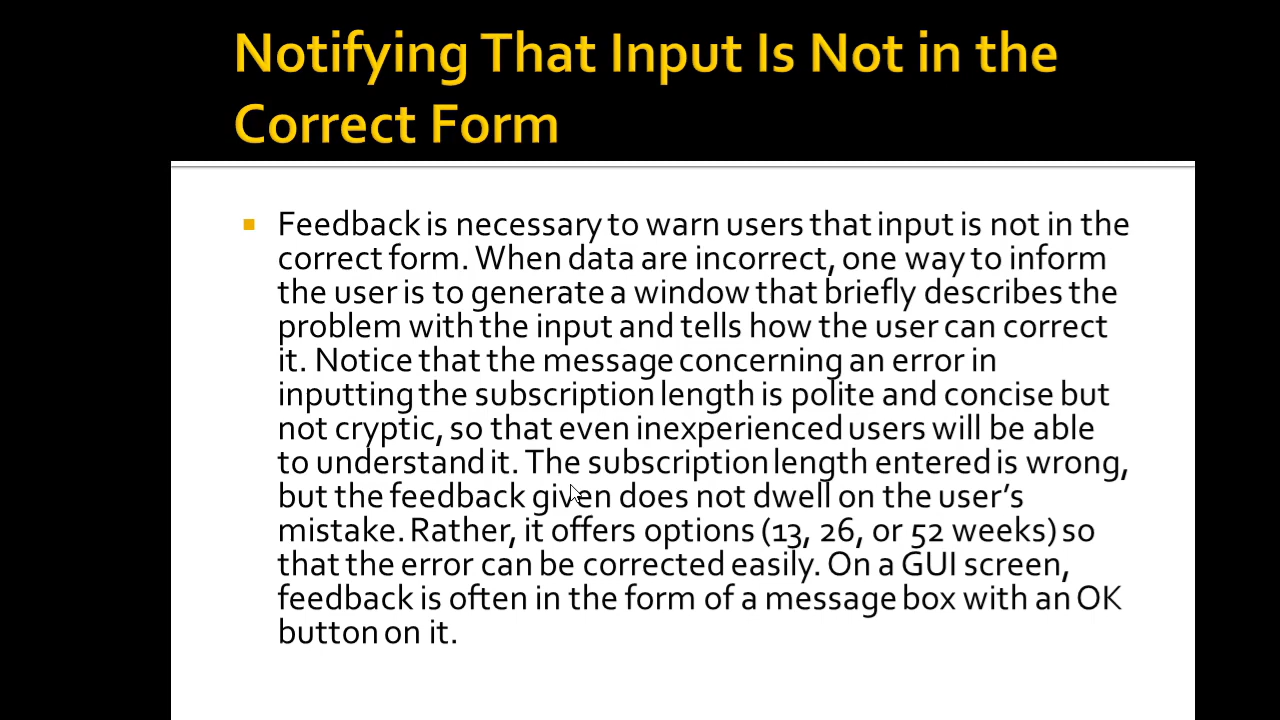 Notifying That Input Is Not in the
Correct Form
Feedback is necessary to warn users that input is not in the
correct form. When data are incorrect, one way to inform
the user is to generate a window that briefly describes the
problem with the input and tells how the user can correct
it. Notice that the message concerning an error in
inputting the subscription length is polite and concise but
not cryptic, so that even inexperienced users will be able
to understand it. The subscription length entered is wrong,
but the feedback given does not dwell on the user’s
mistake. Rather, it offers options (13, 26, or 52 weeks) so
that the error can be corrected easily. On a GUI screen,
feedback is often in the form of a message box with an OK
button on it.